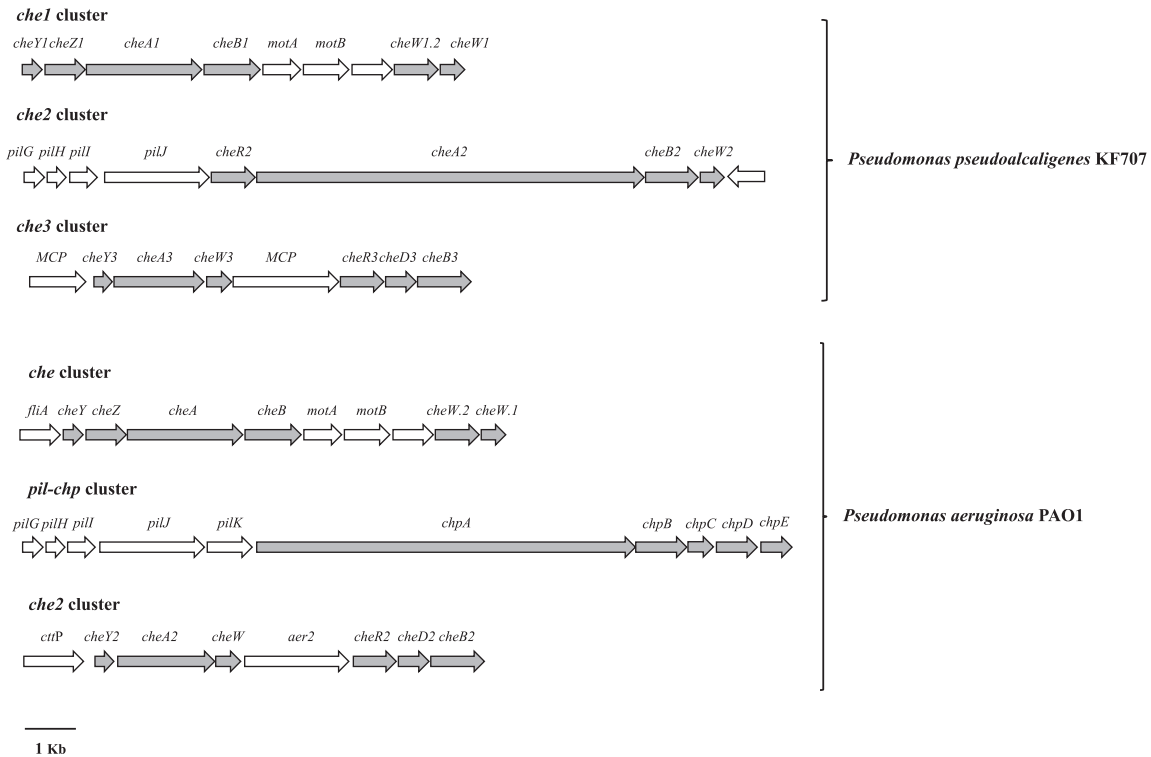 che1 cluster
cheY1 cheZ1 cheA1 cheB1 motA motB cheW1.2 cheW1
che2 cluster
pilG pilH pilI pilJ cheR2 cheA2 cheB2 cheW2
Pseudomonas pseudoalcaligenes KF707
che3 cluster
MCP cheY3 cheA3 cheW3 MCP cheR3 cheD3 cheB3
che cluster
fliA cheY cheZ cheA cheB motA motB cheW.2 cheW.1
pil-chp cluster
pilG pilH pilI pilJ pilK chpA chpB chpC chpD chpE
Pseudomonas aeruginosa PAO1
che2 cluster
cttP cheY2 cheA2 cheW aer2 cheR2 cheD2 cheB2
1 Kb